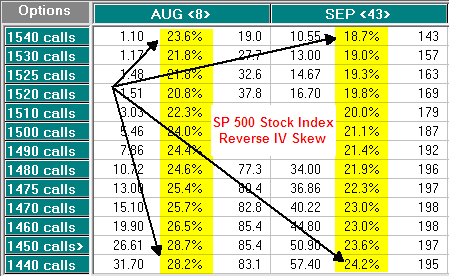 Options AUG <8> SEP <43>
1540 calls 1.10 23.6% 19.0 10.55 18.7% 143
1530 calls 1.17 21.8% 27.7 13.00 19.0% 157
1525 calls 21.8% 32.6 14.67 19.3% 163
1520 calls 20.8% 37.8 16.70 19.8% 169
1510 calls 3.03 22.3% 20.0% 179
SP 500 Stock Index
1500 calls 5.46 24.0% 21.1% 187
Reverse IV Skew
1490 calls 7.86 24.4% 21.4% 192
1480 calls 10.72 24.6% 77.3 34.00 21.9% 196
1475 calls 13.00 25.4% 36.86 22.3% 197
1470 calls 15.10 25.7% 82.8 40.22 23.0% 198
1460 calls 19.90 26.5% 85.4 23.0% 198
1450 calls> 26.61 28.7% 85.4 50.90 23.6% 197
1440 calls 31.70 28.2% 83.1 57.40 24.2% 195